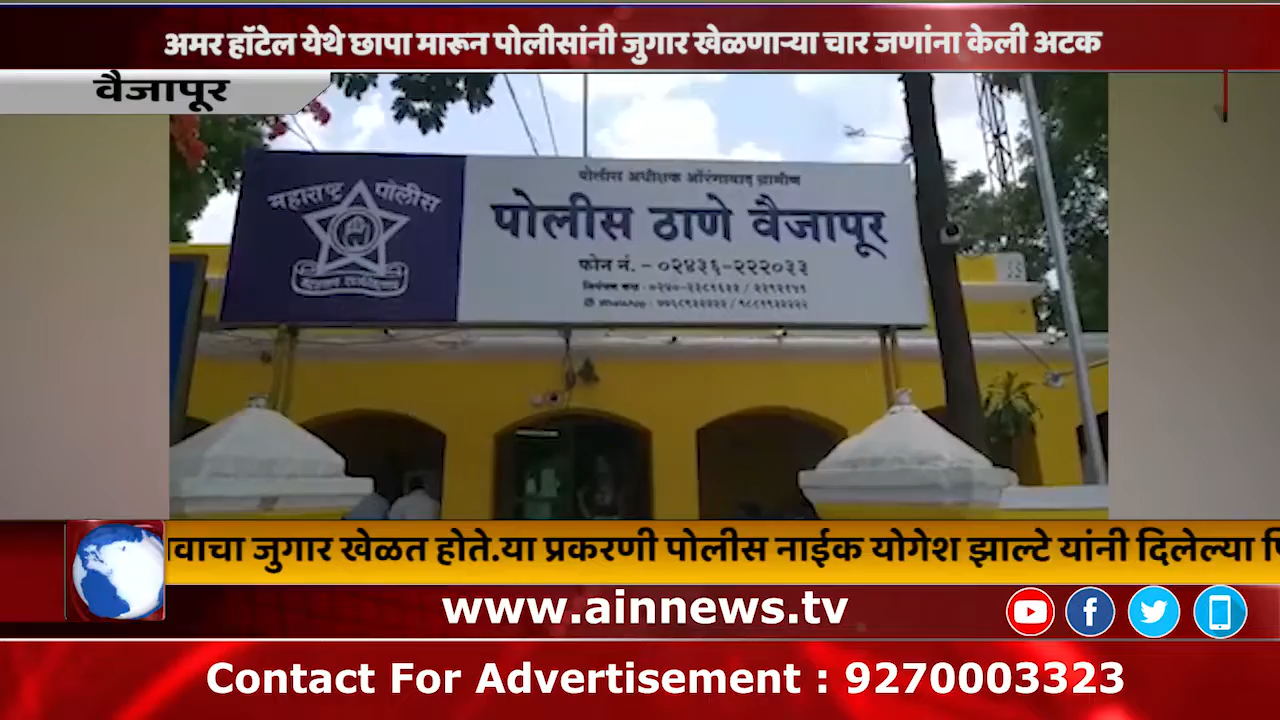 अमर हॉटेल येथे छापा मारून पोलीसांनी जुगार खेळणाऱ्या चार जणांना केली अटक
वैजापूर
महाराष्ट्र पोलीस
पोलीस अधीक्षक औरंगाबाद ग्रामीण
पोलीस ठाणे वैजापूर
फोन नं. - ०२४३६-२२२०३३
WhatsApp :
वाचा जुगार खेळत होते.या प्रकरणी पोलीस नाईक योगेश झाल्टे यांनी दिलेल्या
www.ainnews.tv
Contact For Advertisement : 9270003323